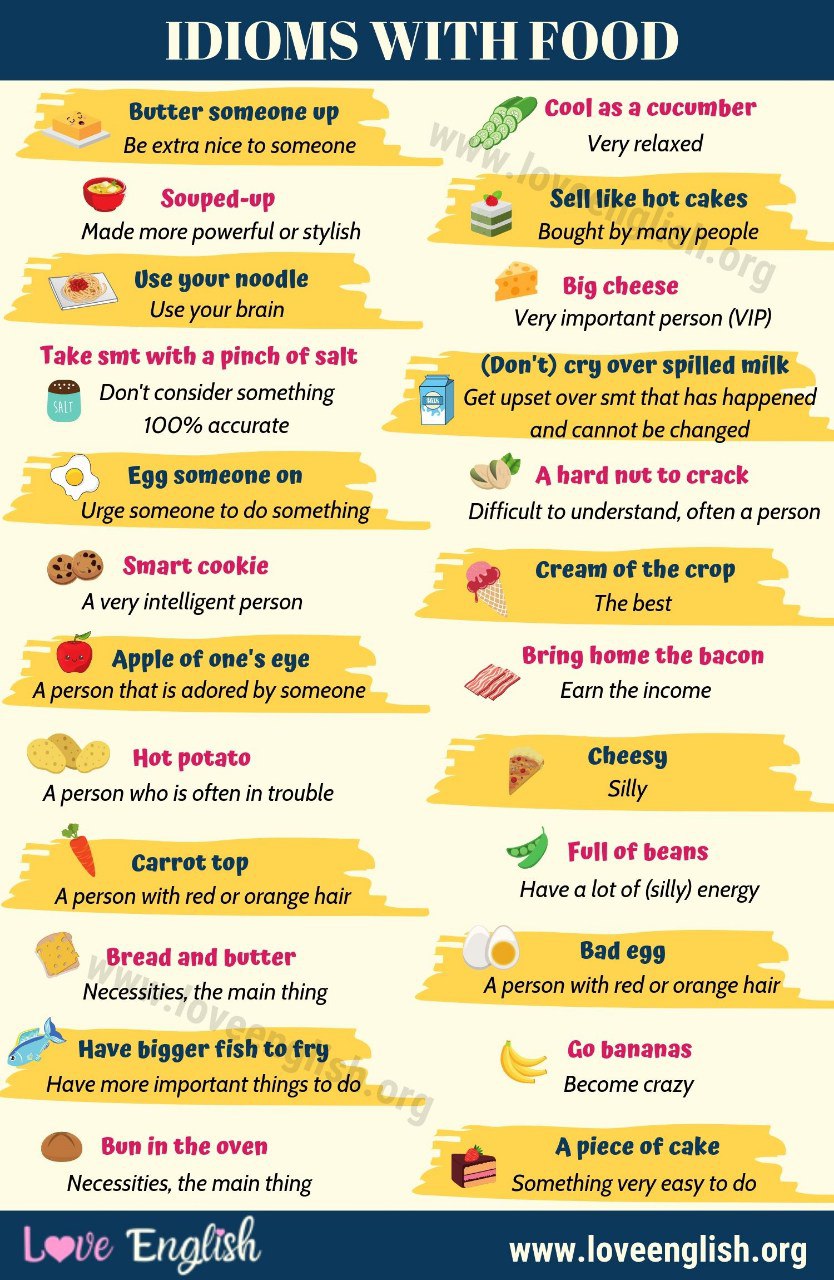 IDIOMS WITH FOOD
Butter someone up
Be extra nice to someone
Souped-up
Made more powerful or stylish
Use your noodle
Use your brain
Take smt with a pinch of salt
SALT
Don't consider something
100% accurate
Egg someone on
Urge someone to do something
Smart cookie
A very intelligent person
Apple of one's eye
A person that is adored by someone
Hot potato
A person who is often in trouble
Carrot top
A person with red or orange hair
Bread and butter
Necessities, the main thing
Have bigger fish to fry
Have more important things to do
Bun in the oven
Necessities, the main thing
Cool as a cucumber
Very relaxed
Sell like hot cakes
Bought by many people
Big cheese
Very important person (VIP)
(Don't) cry over spilled milk
Get upset over smt that has happened
and cannot be changed
A hard nut to crack
Difficult to understand, often a person
Cream of the crop
The best
Bring home the bacon
Earn the income
Cheesy
Silly
Full of beans
Have a lot of (silly) energy
Bad egg
A person with red or orange hair
Go bananas
Become crazy
A piece of cake
Something very easy to do
www.loveenglish.org
www.loveenglish.org
Love English
www.loveenglish.org